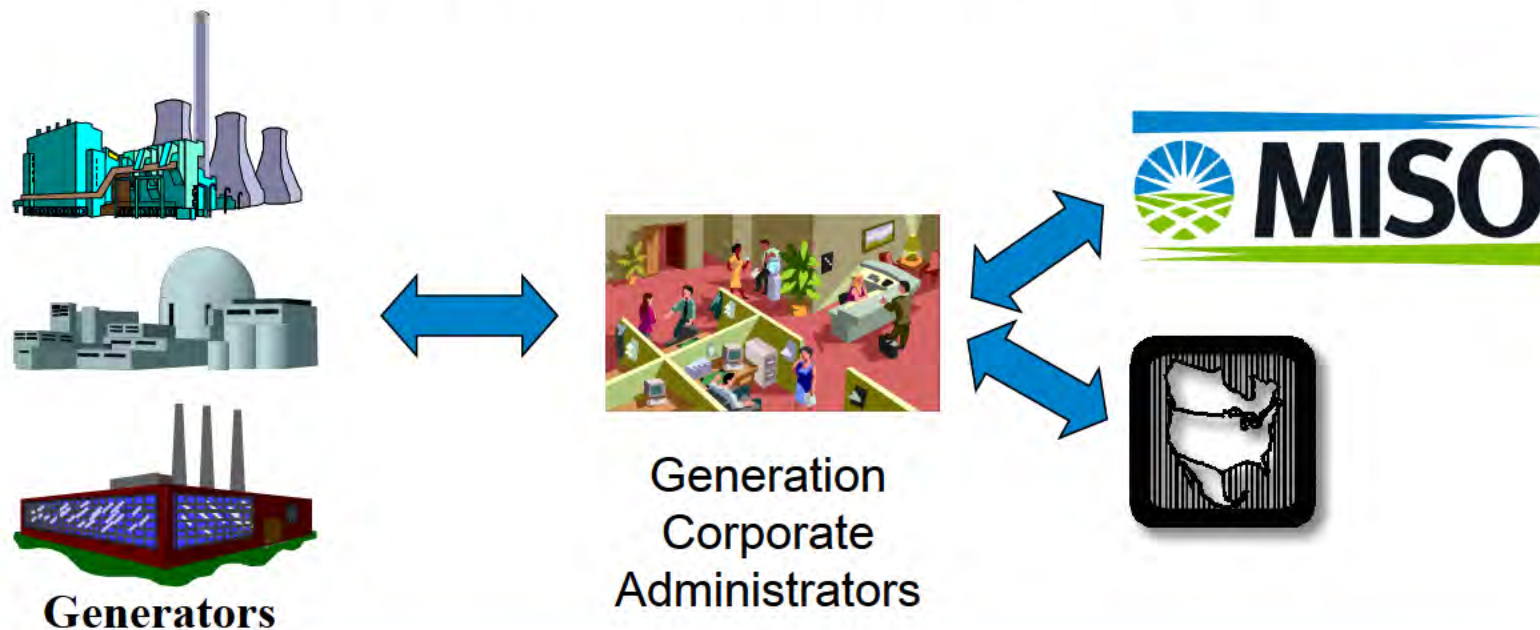 Generators
Generation
Corporate
Administrators
MISO